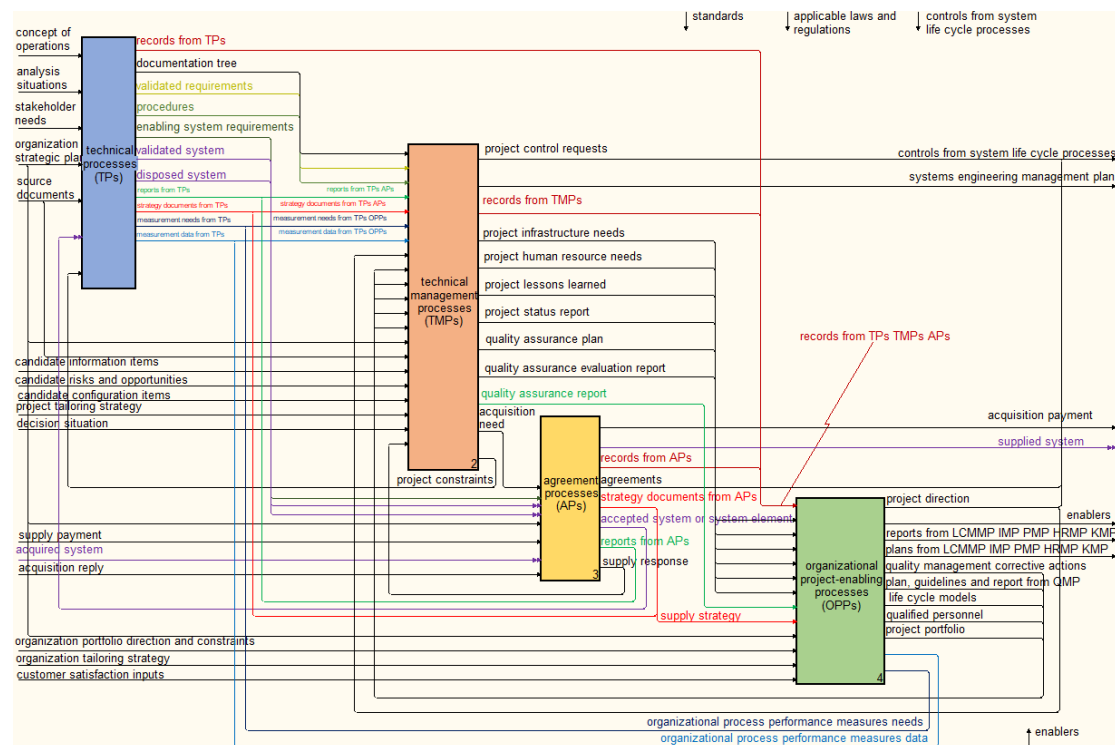 standards
applicable laws and
regulations
controls from system
life cycle processes
concept of
operations
analysis
situations
stakeholder
needs
organization
strategic plan
source
documents
technical
processes
(TPs)
records from TPs
documentation tree
validated requirements
procedures
enabling system requirements
validated system
disposed system
reports from TPs
strategy documents from TPs
measurement needs from TPs
measurement data from TPs
reports from TPs APs
strategy documents from TPs APs
measurement needs from TPs OPPs
measurement data from TPs OPPs
technical
management
processes
(TMPs)
2
project control requests
records from TMPs
project infrastructure needs
project human resource needs
project lessons learned
project status report
quality assurance plan
quality assurance evaluation report
quality assurance report
acquisition
need
project constraints
controls from system life cycle processes
systems engineering management plan
records from TPs TMPs APs
candidate information items
candidate risks and opportunities
candidate configuration items
project tailoring strategy
decision situation
agreement
processes
(APs)
3
acquisition payment
supplied system
records from APs
agreements
strategy documents from APs
accepted system or system element
reports from APs
supply response
supply strategy
supply payment
acquired system
acquisition reply
organizational
project-enabling
processes
(OPPs)
4
project direction
enablers
reports from LCMMP IMP PMP HRMP KMP
plans from LCMMP IMP PMP HRMP KMP
quality management corrective actions
plan, guidelines and report from QMP
life cycle models
qualified personnel
project portfolio
organization portfolio direction and constraints
organization tailoring strategy
customer satisfaction inputs
organizational process performance measures needs
organizational process performance measures data
enablers